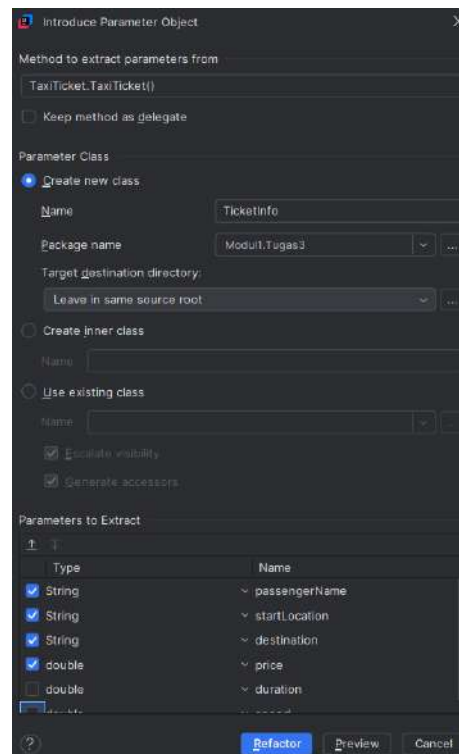 Introduce Parameter Object
Method to extract parameters from
TaxiTicket.TaxiTicket()
Keep method as delegate
Parameter Class
Create new class
Name TicketInfo
Package name Modul1.Tugas3 ...
Target destination directory:
Leave in same source root ...
Create inner class
Name
Use existing class
Name
Escalate visibility
Generate accessors
Parameters to Extract
Type Name
String passengerName
String startLocation
String destination
double price
double duration
? Refactor Preview Cancel